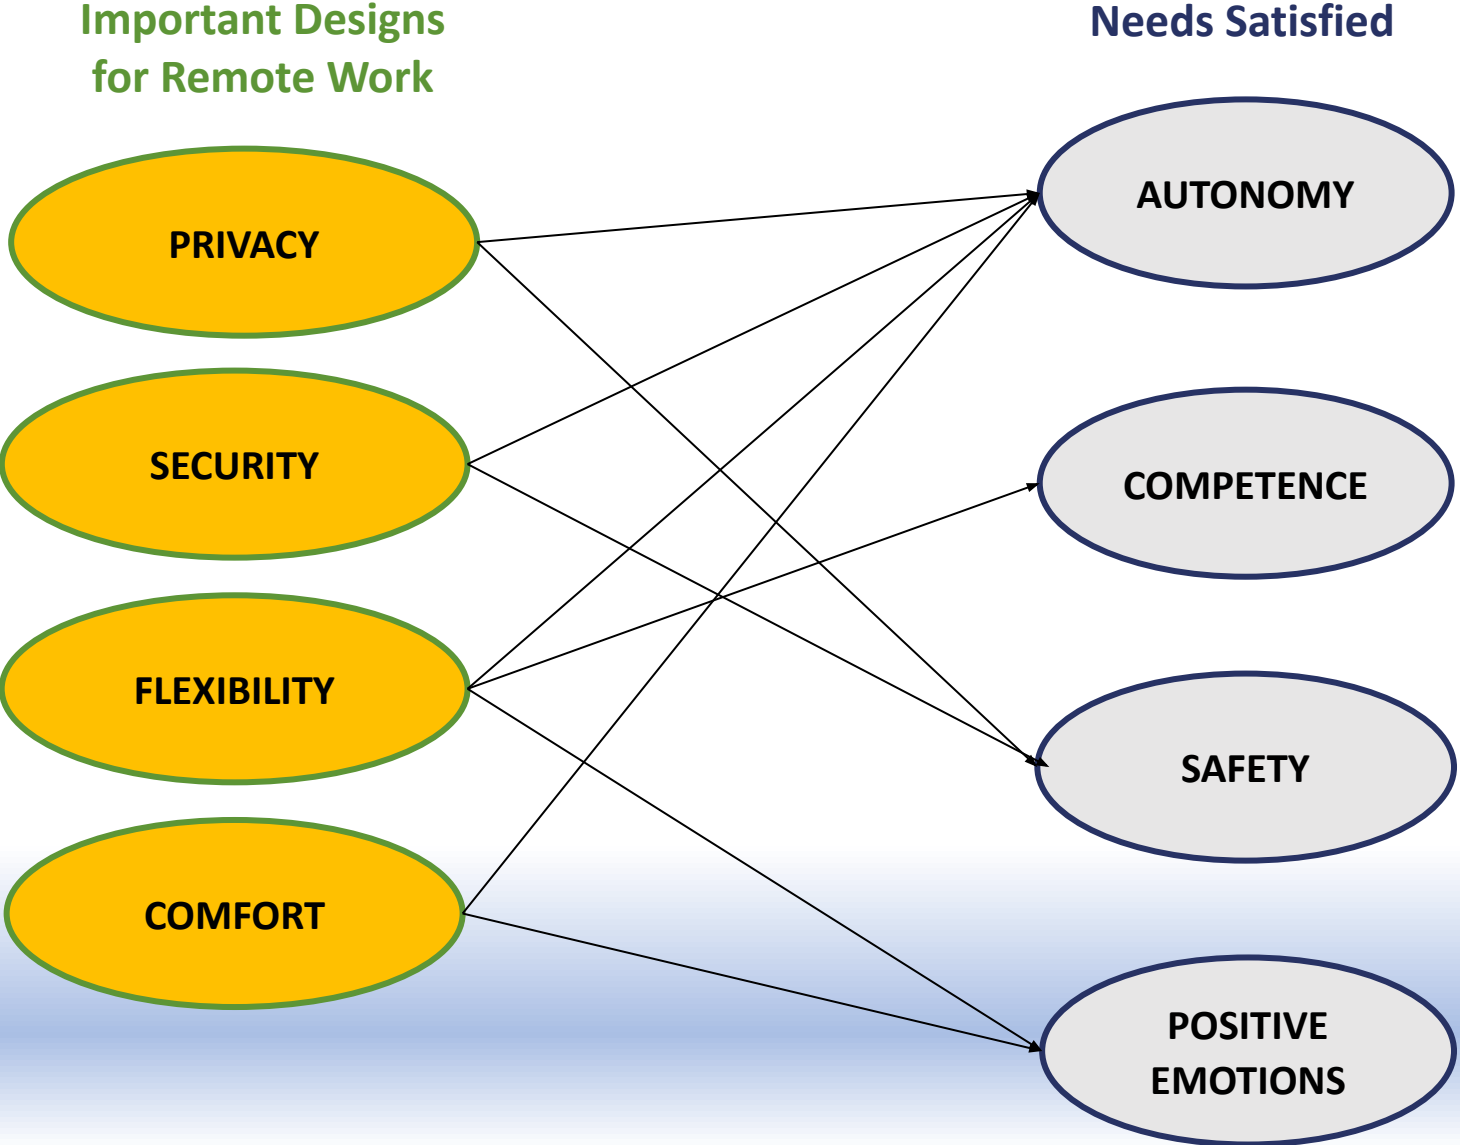 Important Designs
for Remote Work
PRIVACY
SECURITY
FLEXIBILITY
COMFORT
Needs Satisfied
AUTONOMY
COMPETENCE
SAFETY
POSITIVE
EMOTIONS